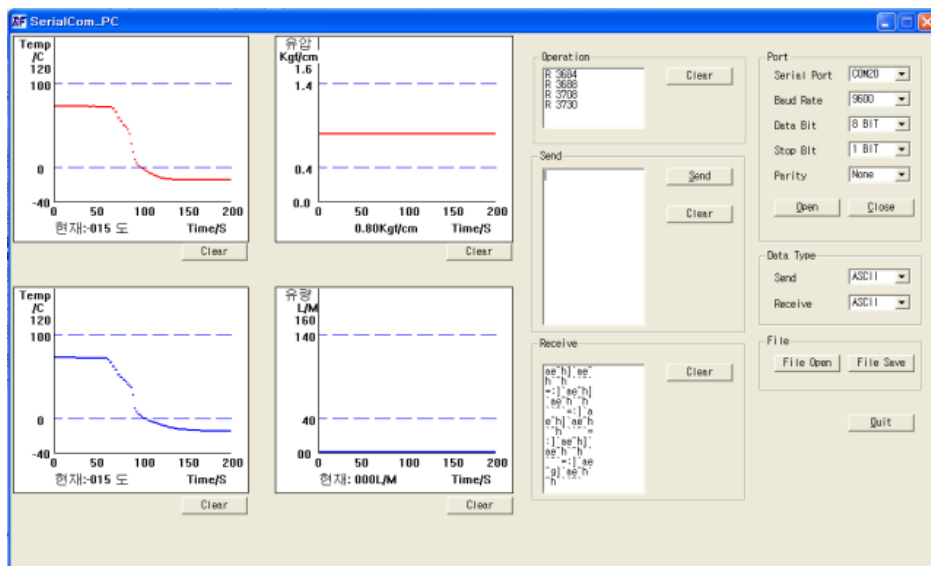 SerialCom_PC
Temp
/C
120
100
0
-40
0 50 100 150 200
현재:-015 도 Time/S
Clear
유압
Kgf/cm
1.6
1.4
0.4
0.0
0 50 100 150 200
0.80Kgf/cm Time/S
Clear
Temp
/C
120
100
0
-40
0 50 100 150 200
현재:-015 도 Time/S
Clear
유량
L/M
160
140
40
00
0 50 100 150 200
현재: 000L/M Time/S
Clear
Operation
R 3684
R 3688
R 3708
R 3730
Clear
Send
Send
Clear
Receive
Clear
Port
Serial Port COM20
Baud Rate 9600
Data Bit 8 BIT
Stop Bit 1 BIT
Parity None
Open Close
Data Type
Send ASCII
Receive ASCII
File
File Open File Save
Quit